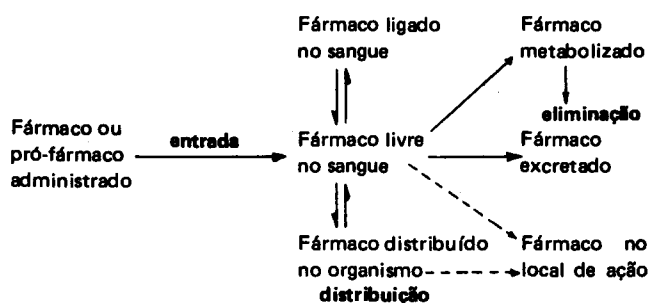 Fármaco ligado
no sangue
Fármaco
metabolizado
eliminação
Fármaco ou
pró-fármaco
administrado
entrada
Fármaco livre
no sangue
Fármaco
excretado
Fármaco distribuído
no organismo
distribuição
Fármaco no
local de ação